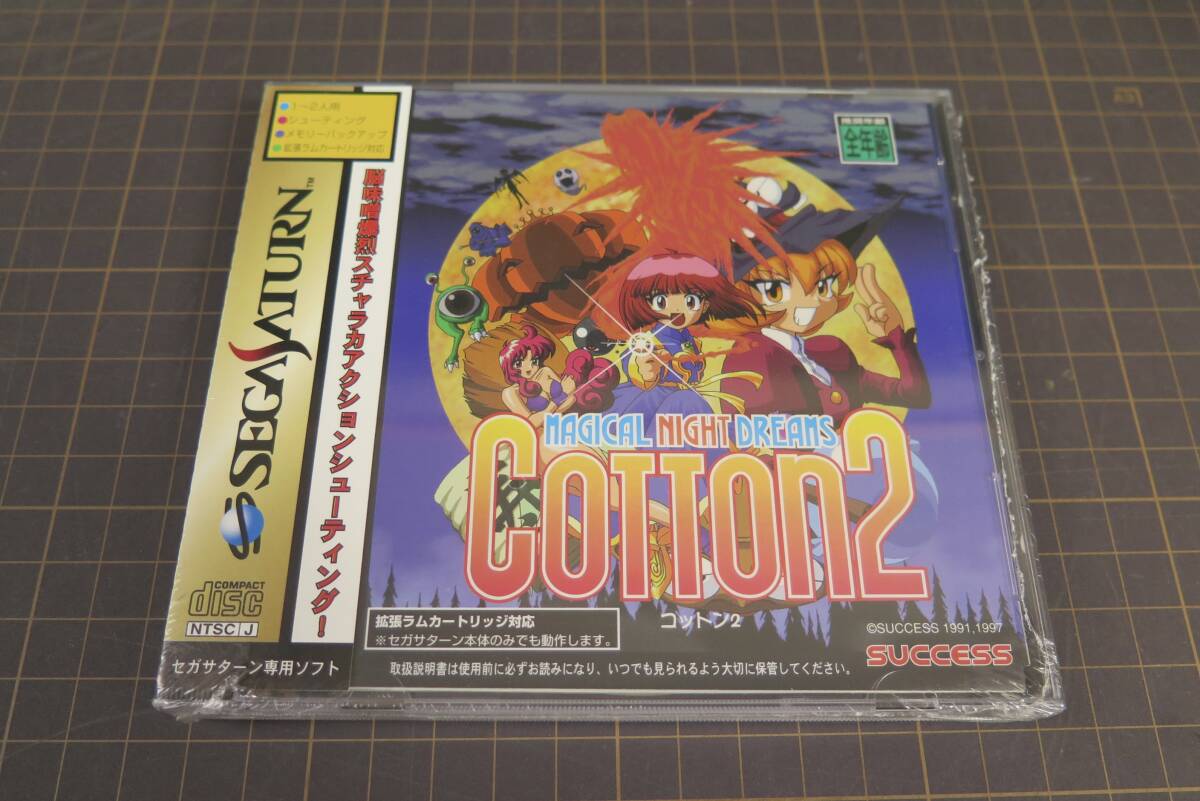 1〜2人用
シューティング
メモリーバックアップ
拡張ラムカートリッジ対応
SEGA SATURN™
COMPACT
disc
NTSC J
セガサターン専用ソフト
脳味噌爆烈スチャラカアクションシューティング!
推奨年齢
全年齢
MAGICAL NIGHT DREAMS
COTTON2
コットン2
拡張ラムカートリッジ対応
※セガサターン本体のみでも動作します。
©SUCCESS 1991,1997
SUCCESS
取扱説明書は使用前に必ずお読みになり、いつでも見られるよう大切に保管してください。